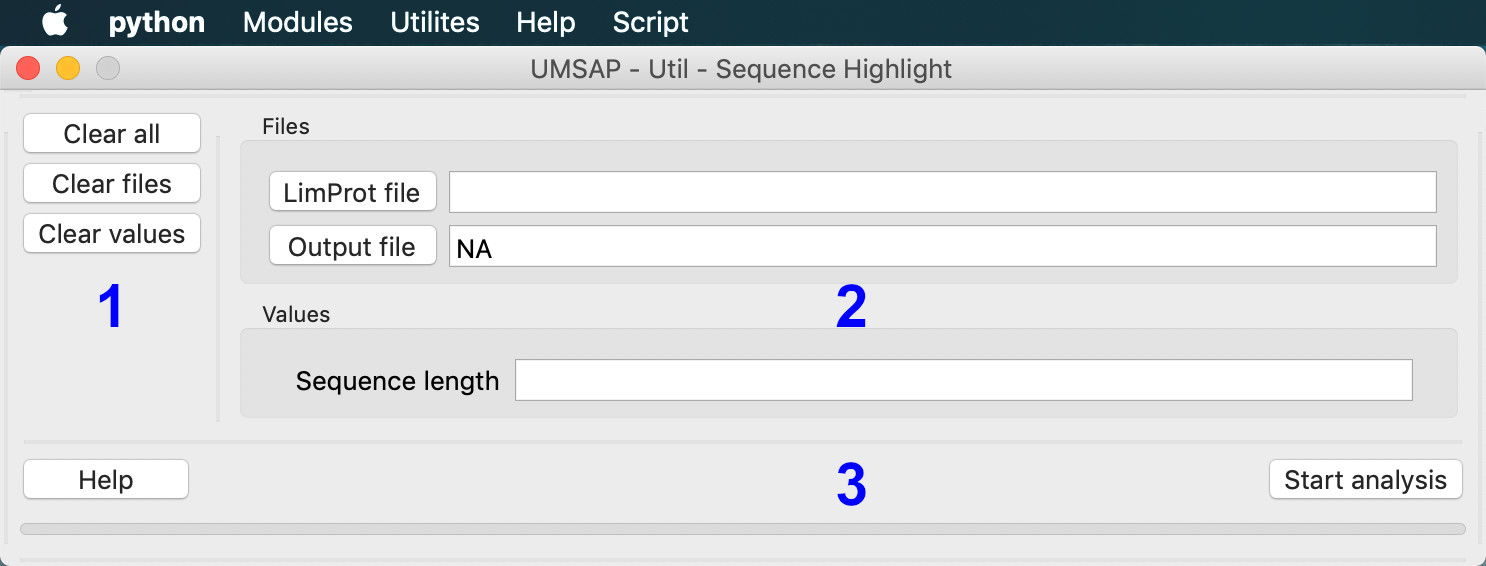 python Modules Utilites Help Script
UMSAP - Util - Sequence Highlight
Clear all
Clear files
Clear values
1
Files
LimProt file
Output file NA
2
Values
Sequence length
Help
3
Start analysis